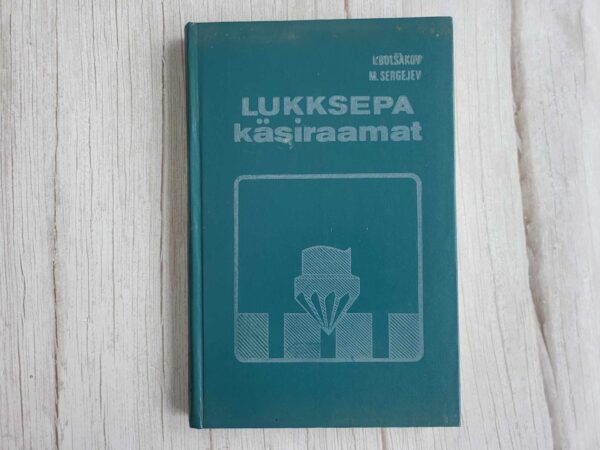 V. BOLŠAKOV
M. SERGEJEV
LUKKSEPA
käsiraamat